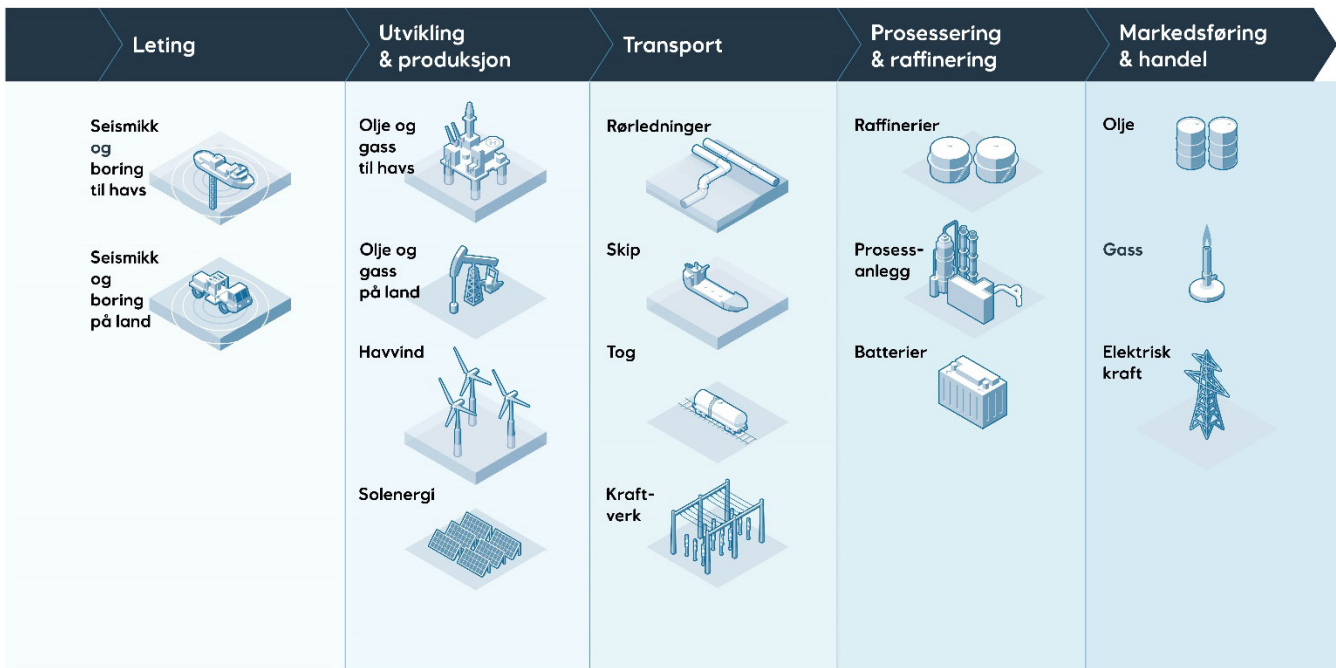 Leting
Utvikling
& produksjon
Transport
Prosessering
& raffinering
Markedsføring
& handel
Seismikk
og
boring
til havs
Seismikk
og
boring
på land
Olje og
gass
til havs
Olje og
gass
på land
Havvind
Solenergi
Rørledninger
Skip
Tog
Kraft-
verk
Raffinerier
Prosess-
anlegg
Batterier
Olje
Gass
Elektrisk
kraft